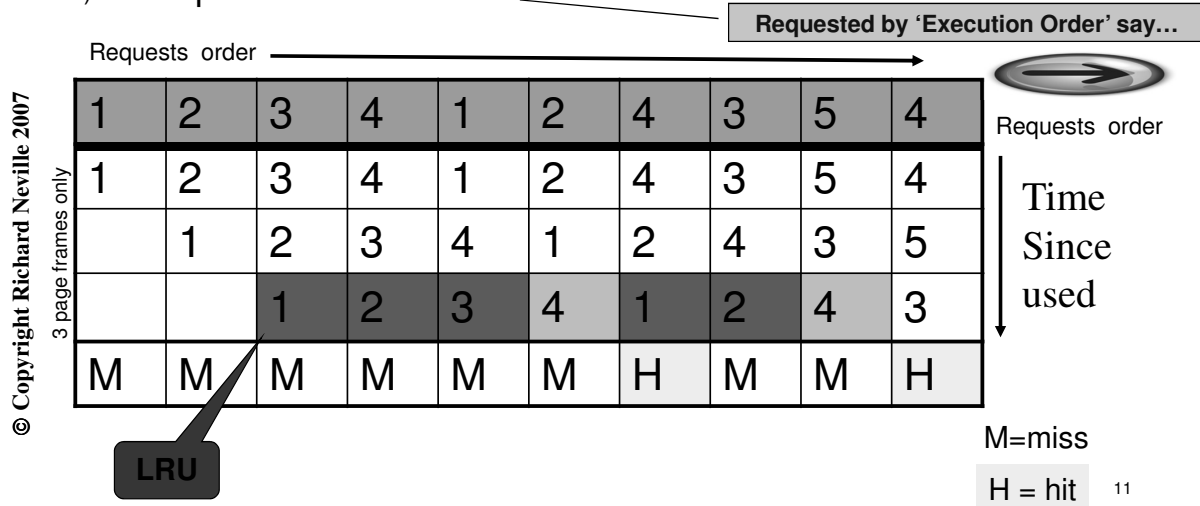 Requested by ‘Execution Order’ say…
Requests order
1 2 3 4 1 2 4 3 5 4
Requests order
1 2 3 4 1 2 4 3 5 4
1 2 3 4 1 2 4 3 5
1 2 3 4 1 2 4 3
M M M M M M H M M H
Time
Since
used
3 page frames only
© Copyright Richard Neville 2007
LRU
M=miss
H = hit
11